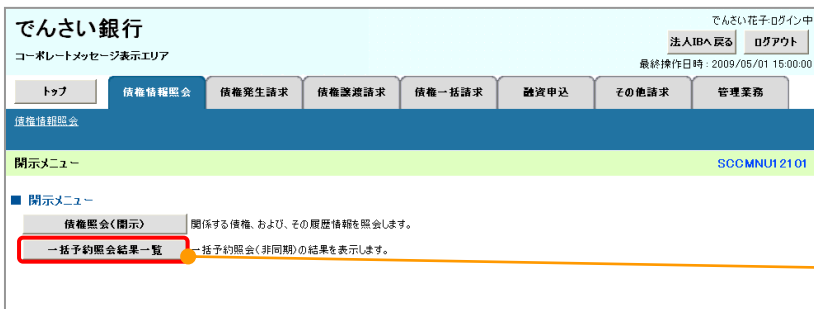 でんさい銀行
コーポレートメッセージ表示エリア
でんさい花子:ログイン中
法人IBへ戻る ログアウト
最終操作日時:2009/05/01 15:00:00
トップ 債権情報照会 債権発生請求 債権譲渡請求 債権一括請求 融資申込 その他請求 管理業務
債権情報照会
開示メニュー SCCMNU12101
■ 開示メニュー
債権照会(開示) 関係する債権、および、その履歴情報を照会します。
一括予約照会結果一覧 一括予約照会(非同期)の結果を表示します。